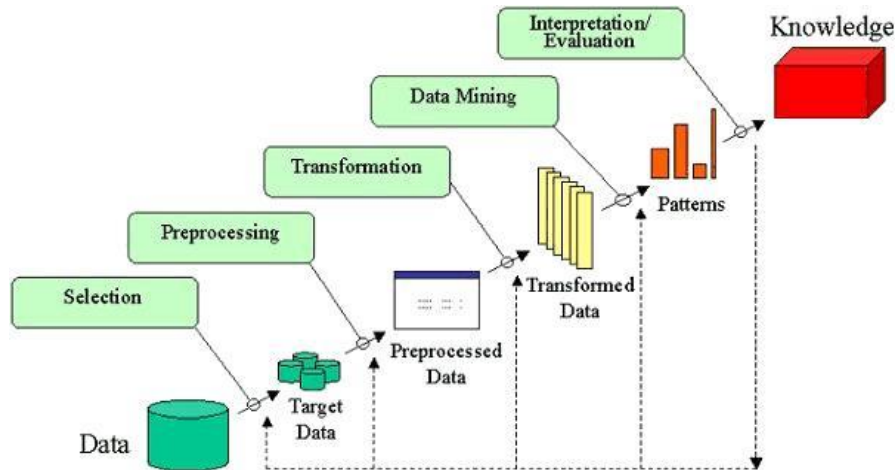 Interpretation/
Evaluation
Knowledge
Data Mining
Transformation
Patterns
Preprocessing
Transformed
Data
Selection
Preprocessed
Data
Target
Data
Data